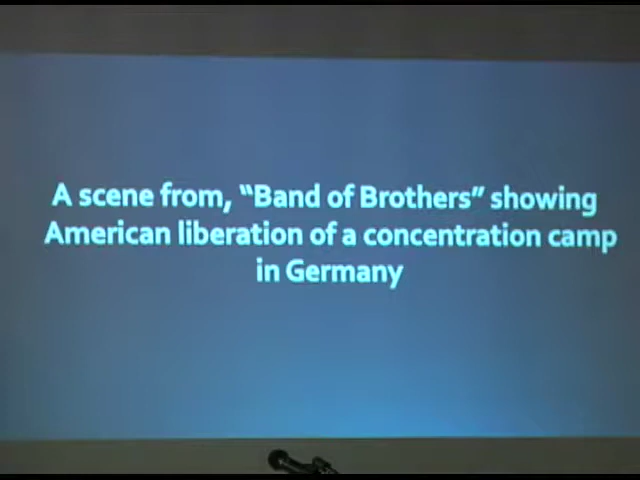 A scene from, “Band of Brothers” showing
American liberation of a concentration camp
in Germany